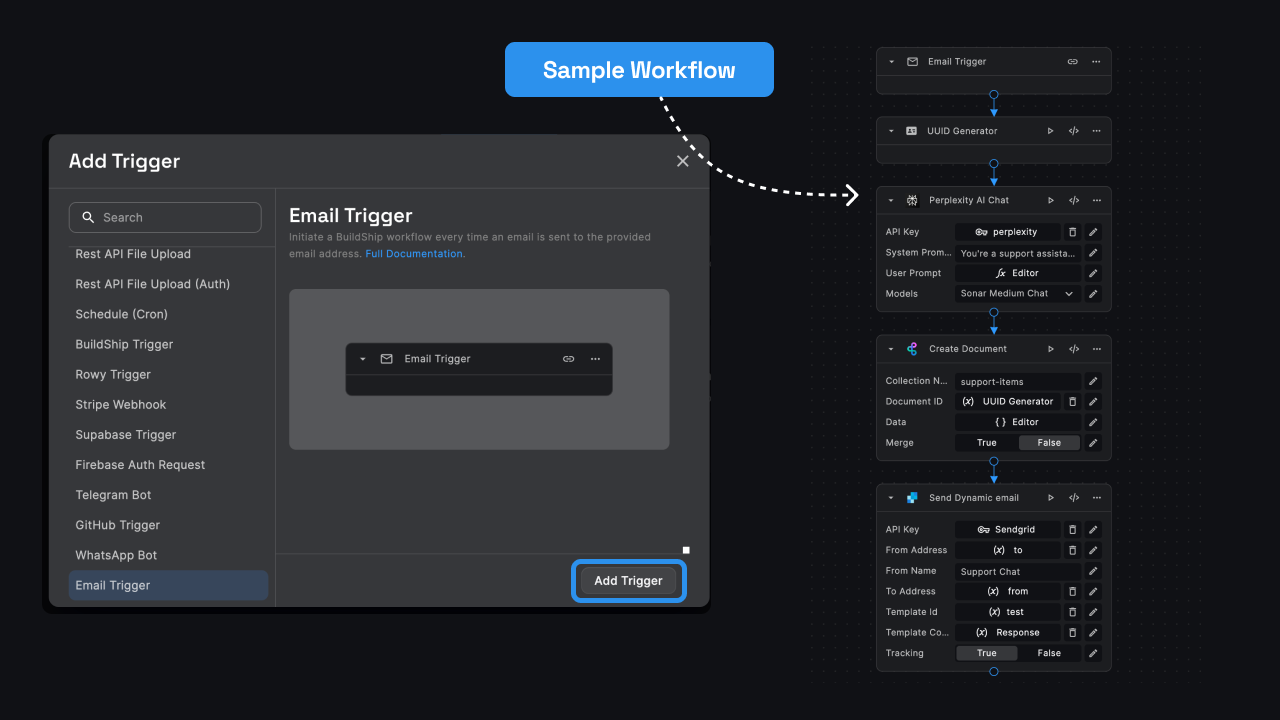 Sample Workflow
Add Trigger
Search
Rest API File Upload
Rest API File Upload (Auth)
Schedule (Cron)
BuildShip Trigger
Rowy Trigger
Stripe Webhook
Supabase Trigger
Firebase Auth Request
Telegram Bot
GitHub Trigger
WhatsApp Bot
Email Trigger
Email Trigger
Initiate a BuildShip workflow every time an email is sent to the provided
email address. Full Documentation.
Email Trigger
Add Trigger
Email Trigger
UUID Generator
Perplexity AI Chat
API Key perplexity
System Prom... You're a support assista...
User Prompt fx Editor
Models Sonar Medium Chat
Create Document
Collection N... support-items
Document ID (x) UUID Generator
Data { } Editor
Merge True False
Send Dynamic email
API Key Sendgrid
From Address (x) to
From Name Support Chat
To Address (x) from
Template Id (x) test
Template Co... (x) Response
Tracking True False